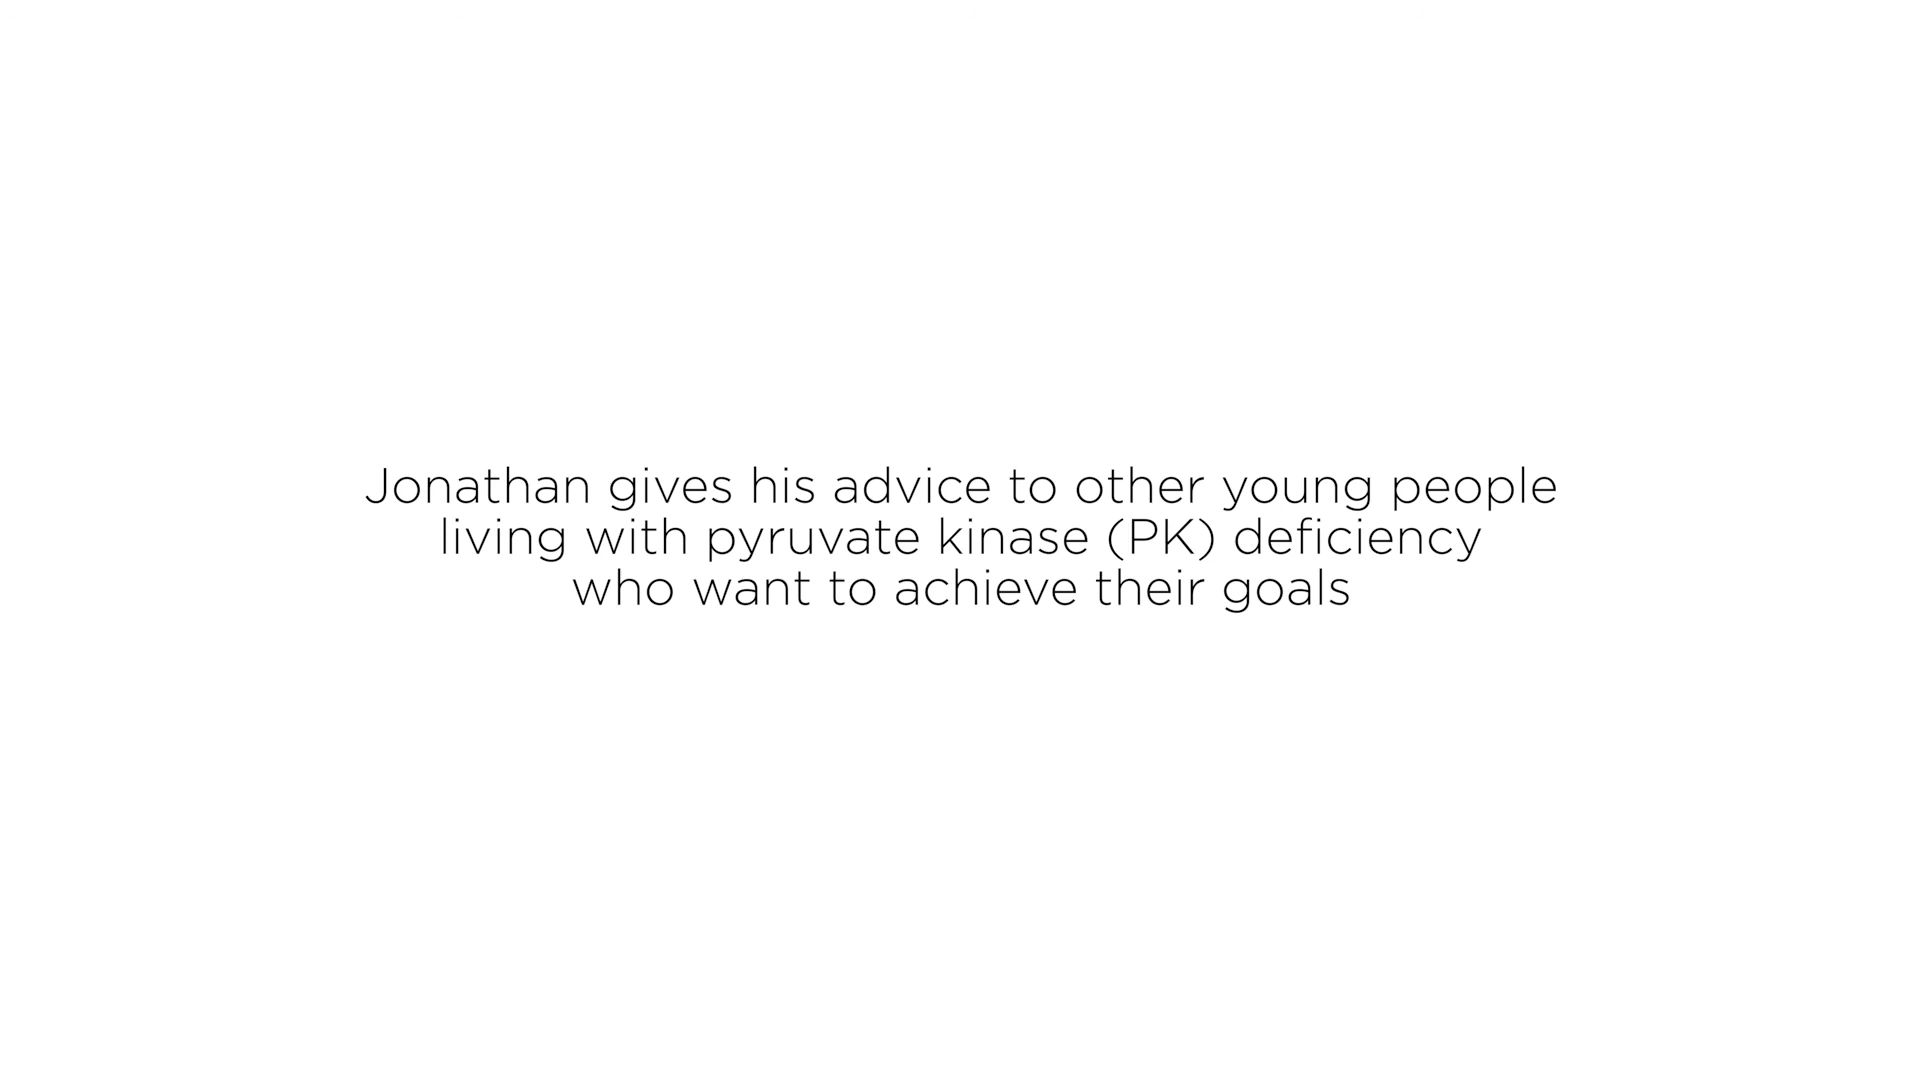 Jonathan gives his advice to other young people
living with pyruvate kinase (PK) deficiency
who want to achieve their goals